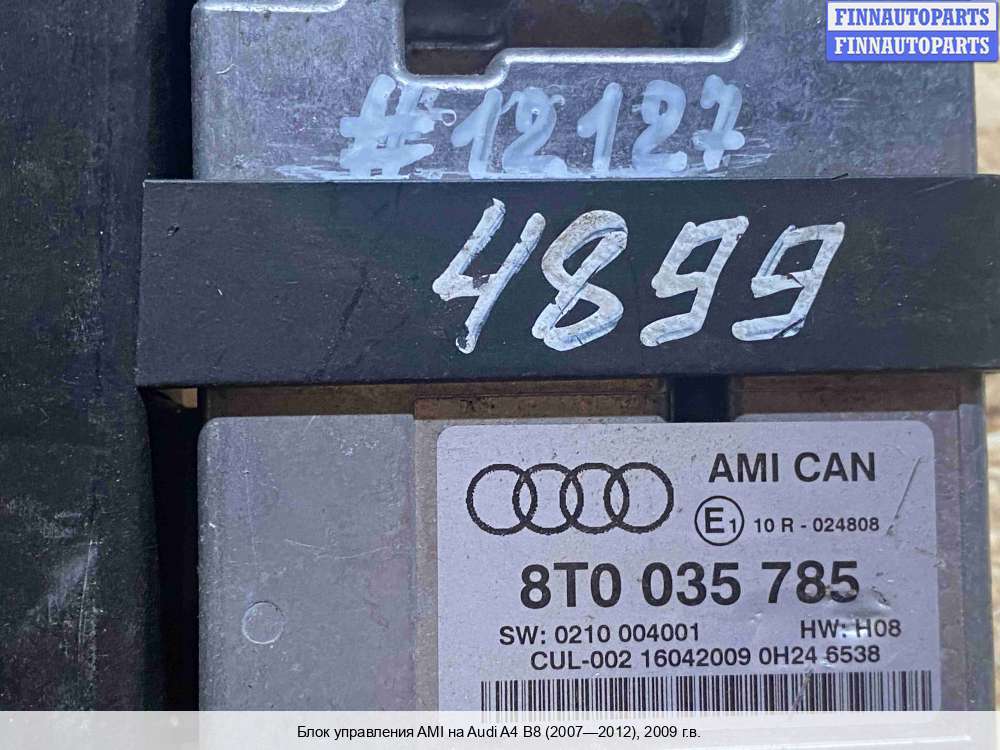 FINNAUTOPARTS
FINNAUTOPARTS
#12127
4899
AMI CAN
E1 10 R - 024808
8T0 035 785
SW: 0210 004001 HW: H08
CUL-002 16042009 0H24 6538
Блок управления AMI на Audi A4 B8 (2007—2012), 2009 г.в.